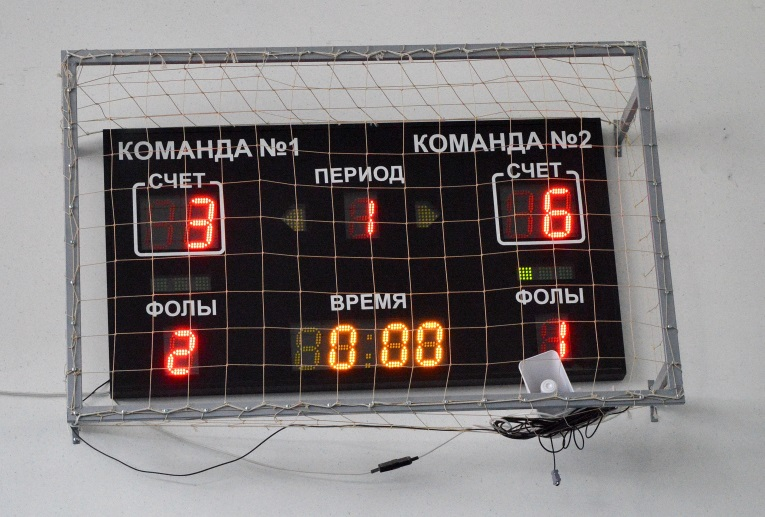 КОМАНДА №1
КОМАНДА №2
СЧЕТ
ПЕРИОД
СЧЕТ
3
1
6
ФОЛЫ
ВРЕМЯ
ФОЛЫ
2
0:00
1